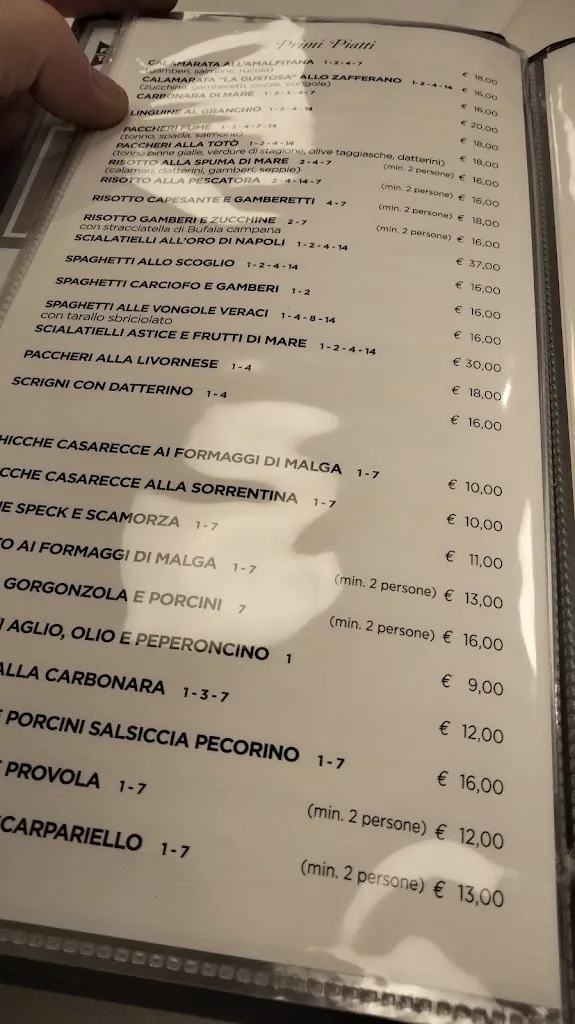 Primi Piatti
CALAMARATA ALL'AMALFITANA 1-2-4-7 € 18,00
(gamberi, salmone, rucola)
CALAMARATA "LA GUSTOSA" ALLO ZAFFERANO 1-2-4-14 € 16,00
(zucchine, gamberetti, cozze, vongole)
CARBONARA DI MARE 1-2-3-4-7 € 16,00
LINGUINE AL GRANCHIO 1-2-4-14 € 20,00
PACCHERI FUMÈ 1-2-4-7-14 € 18,00
(tonno, spada, salmone)
PACCHERI ALLA TOTÒ 1-2-4-14 € 18,00
(tonno pinne gialle, verdure di stagione, olive taggiasche, datterini)
RISOTTO ALLA SPUMA DI MARE 2-4-7 (min. 2 persone) € 16,00
(calamari, datterini, gamberi, seppie)
RISOTTO ALLA PESCATORA 2-4-14-7 (min. 2 persone) € 16,00
RISOTTO CAPESANTE E GAMBERETTI 4-7 (min. 2 persone) € 18,00
RISOTTO GAMBERI E ZUCCHINE 2-7 (min. 2 persone) € 16,00
con stracciatella di Bufala campana
SCIALATIELLI ALL'ORO DI NAPOLI 1-2-4-14 € 37,00
SPAGHETTI ALLO SCOGLIO 1-2-4-14 € 16,00
SPAGHETTI CARCIOFO E GAMBERI 1-2 € 16,00
SPAGHETTI ALLE VONGOLE VERACI 1-4-8-14 € 16,00
con tarallo sbriciolato
SCIALATIELLI ASTICE E FRUTTI DI MARE 1-2-4-14 € 30,00
PACCHERI ALLA LIVORNESE 1-4 € 18,00
SCRIGNI CON DATTERINO 1-4 € 16,00
HICCHE CASARECCE AI FORMAGGI DI MALGA 1-7 € 10,00
CCHE CASARECCE ALLA SORRENTINA 1-7 € 10,00
E SPECK E SCAMORZA 1-7 € 11,00
O AI FORMAGGI DI MALGA 1-7 (min. 2 persone) € 13,00
GORGONZOLA E PORCINI 7 (min. 2 persone) € 16,00
I AGLIO, OLIO E PEPERONCINO 1 € 9,00
ALLA CARBONARA 1-3-7 € 12,00
E PORCINI SALSICCIA PECORINO 1-7 € 16,00
E PROVOLA 1-7 (min. 2 persone) € 12,00
CARPARIELLO 1-7 (min. 2 persone) € 13,00